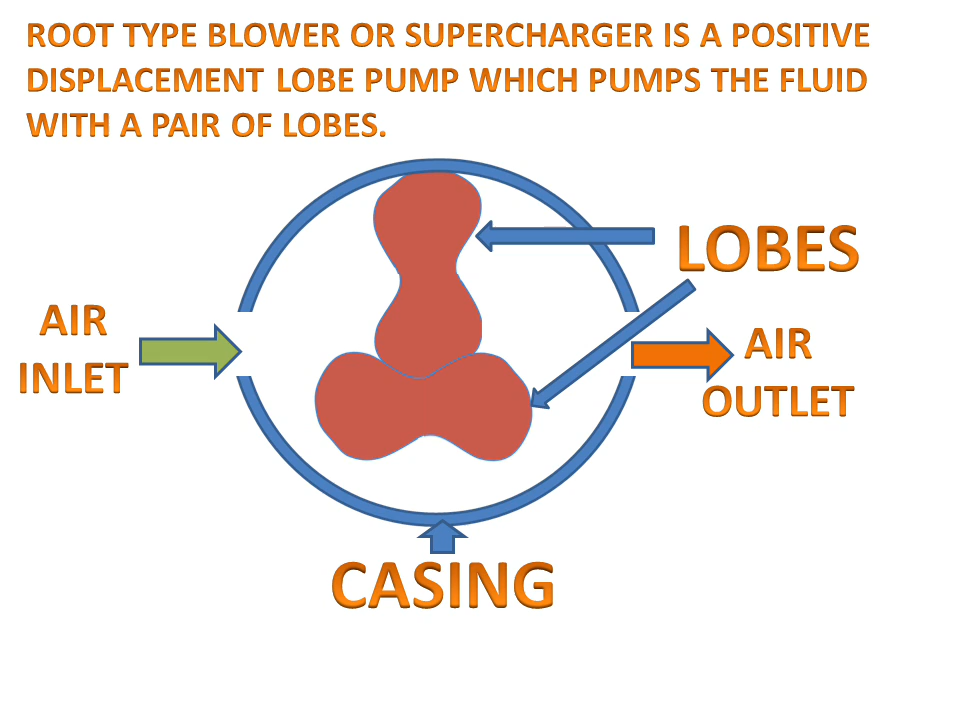 ROOT TYPE BLOWER OR SUPERCHARGER IS A POSITIVE
DISPLACEMENT LOBE PUMP WHICH PUMPS THE FLUID
WITH A PAIR OF LOBES.
LOBES
AIR
INLET
AIR
OUTLET
CASING